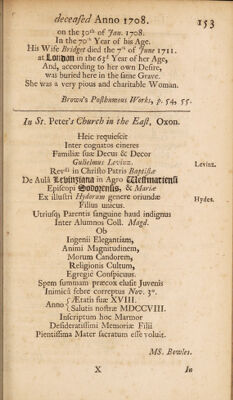 deceased Anno 1708. 153
on the 30th of Jan. 1708.
In the 70th Year of his Age.
His Wife Bridget died the 7th of June 1711.
at London in the 63d Year of her Age,
And, according to her own Desire,
was buried here in the same Grave.
She was a very pious and charitable Woman.
Brown's Posthumous Works, p. 54, 55.
In St. Peter's Church in the East, Oxon.
Heic requiescit
Inter cognatos cineres
Familiæ suæ Decus & Decor
Gulielmus Levinz. Levinz.
Revdi in Christo Patris Baptistæ
De Aulâ Levinziana in Agro Westmariensi
Episcopi Sodorensis, & Mariæ
Ex illustri Hydorum genere oriundæ Hydes.
Filius unicus.
Utriusq Parentis sanguine haud indignus
Inter Alumnos Coll. Magd.
Ob
Ingenii Elegantiam,
Animi Magnitudinem,
Morum Candorem,
Religionis Cultum,
Egregiè Conspicuus.
Spem summam præcox elusit Juvenis
Inimicâ febre correptus Nov. 3°.
Anno { Ætatis suæ XVIII.
Salutis nostræ MDCCVIII.
Inscriptum hoc Marmor
Desideratissimi Memoriæ Filii
Pientissima Mater sacratum esse voluit.
MS. Bowles.
X In